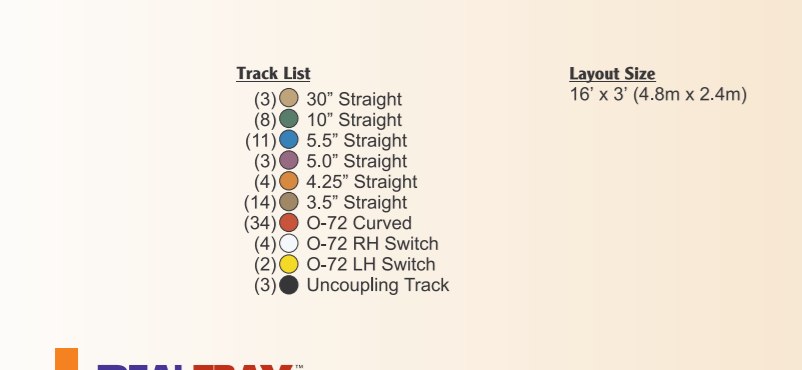 Track List
(3) 30” Straight
(8) 10” Straight
(11) 5.5” Straight
(3) 5.0” Straight
(4) 4.25” Straight
(14) 3.5” Straight
(34) O-72 Curved
(4) O-72 RH Switch
(2) O-72 LH Switch
(3) Uncoupling Track
Layout Size
16’ x 3’ (4.8m x 2.4m)